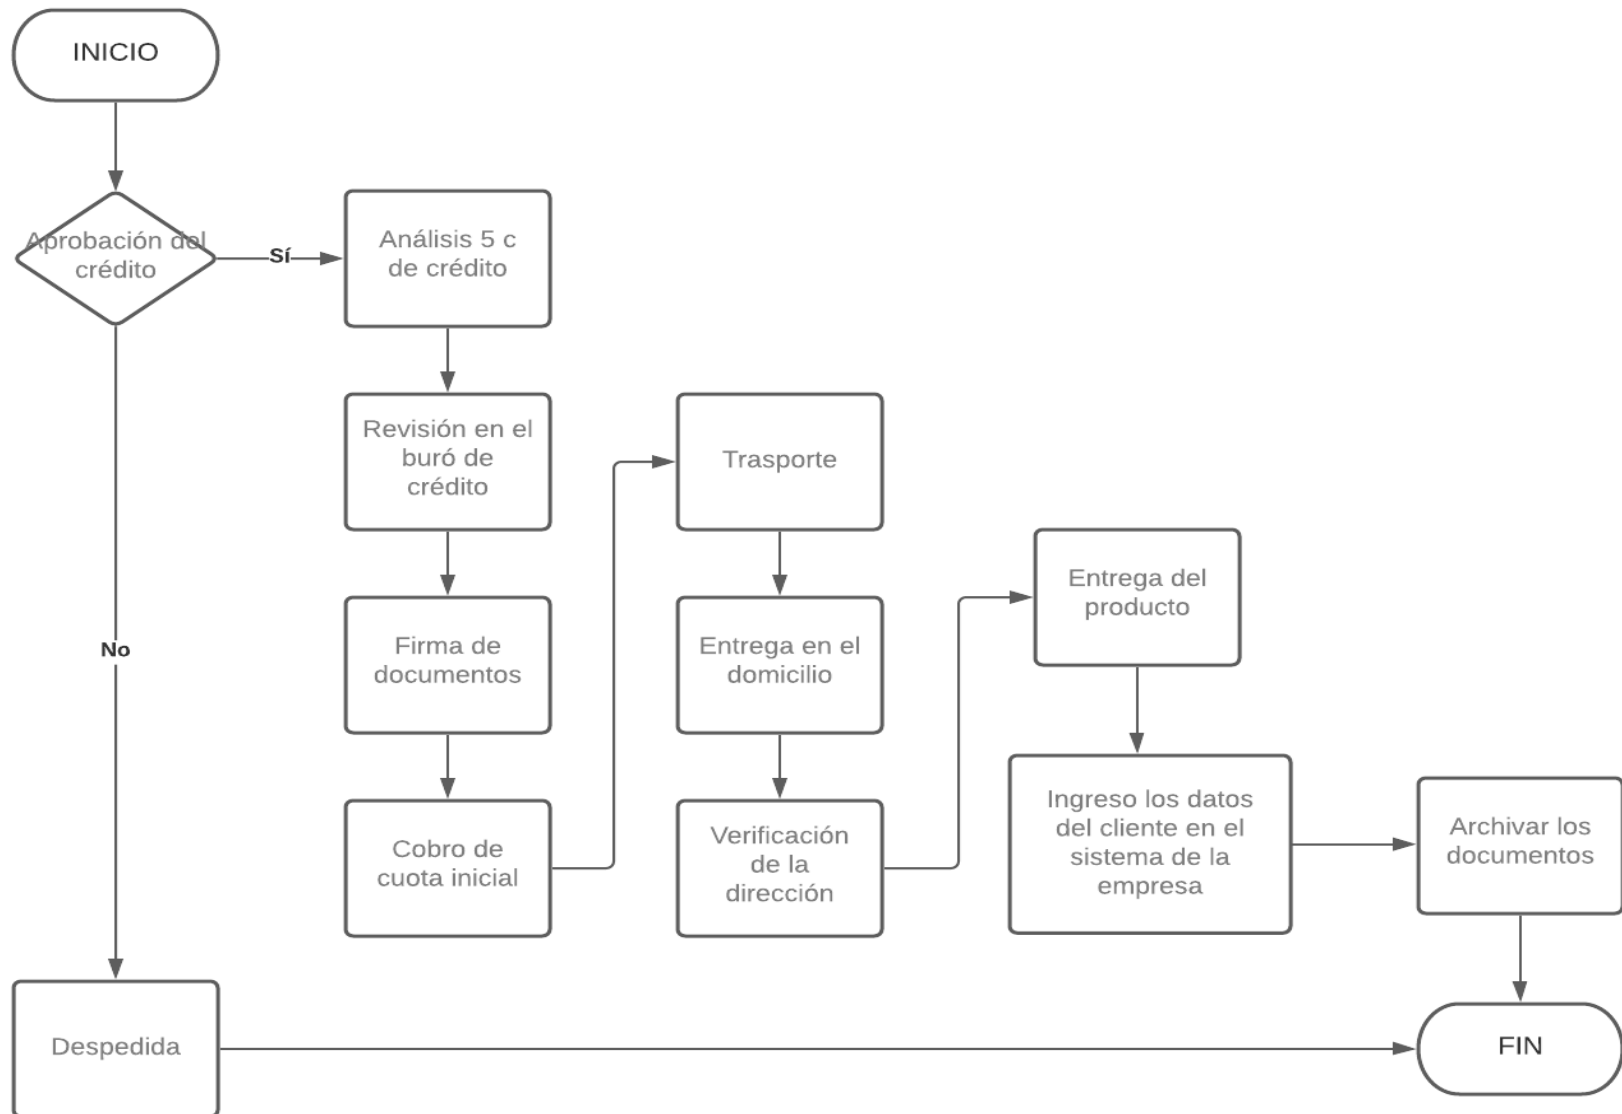 INICIO
Aprobación del
crédito
Sí
Análisis 5 c
de crédito
Revisión en el
buró de
crédito
Firma de
documentos
Cobro de
cuota inicial
Trasporte
Entrega en el
domicilio
Verificación
de la
dirección
Entrega del
producto
Ingreso los datos
del cliente en el
sistema de la
empresa
Archivar los
documentos
No
Despedida
FIN